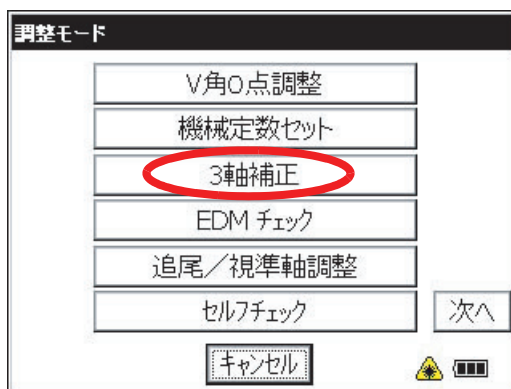 調整モード
V角0点調整
機械定数セット
3軸補正
EDM チェック
追尾／視準軸調整
セルフチェック
次へ
キャンセル